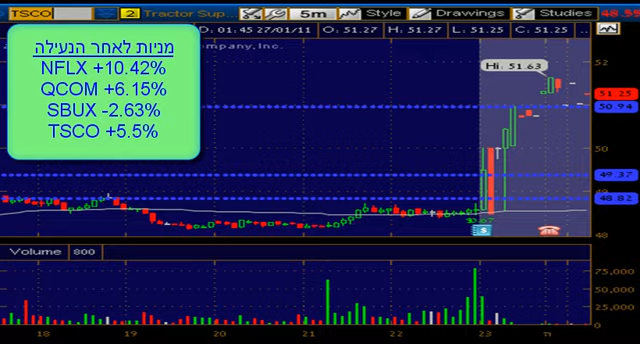 TSCO
2
Tractor Sup...
5m
Style
Drawings
Studies
48.55
D: 01:45 27/01/11
O: 51.27
H: 51.27
L: 51.25
C: 51.25
מניות לאחר הנעילה
NFLX +10.42%
QCOM +6.15%
SBUX -2.63%
TSCO +5.5%
company, Inc.
Hi: 51.63
52
51.25
50.94
50
49.37
48.82
48
Volume
800
75,000
50,000
25,000
18
19
20
21
22
23